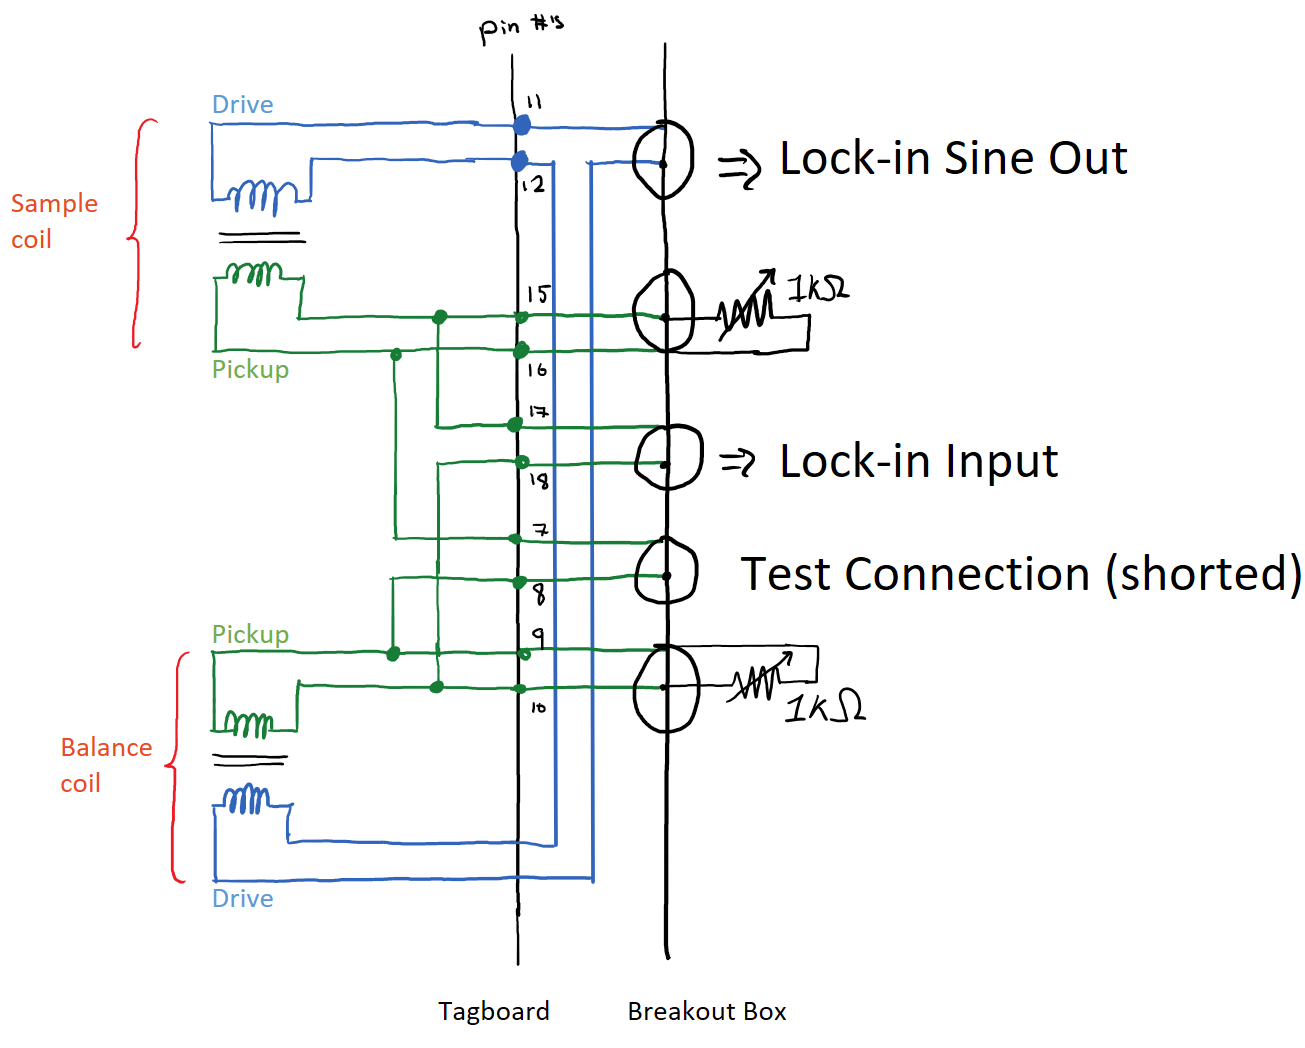 pin #'s
Drive
11
Lock-in Sine Out
12
Sample
coil
15
1kΩ
Pickup
16
17
Lock-in Input
18
7
Test Connection (shorted)
8
Pickup
9
10
1kΩ
Balance
coil
Drive
Tagboard
Breakout Box